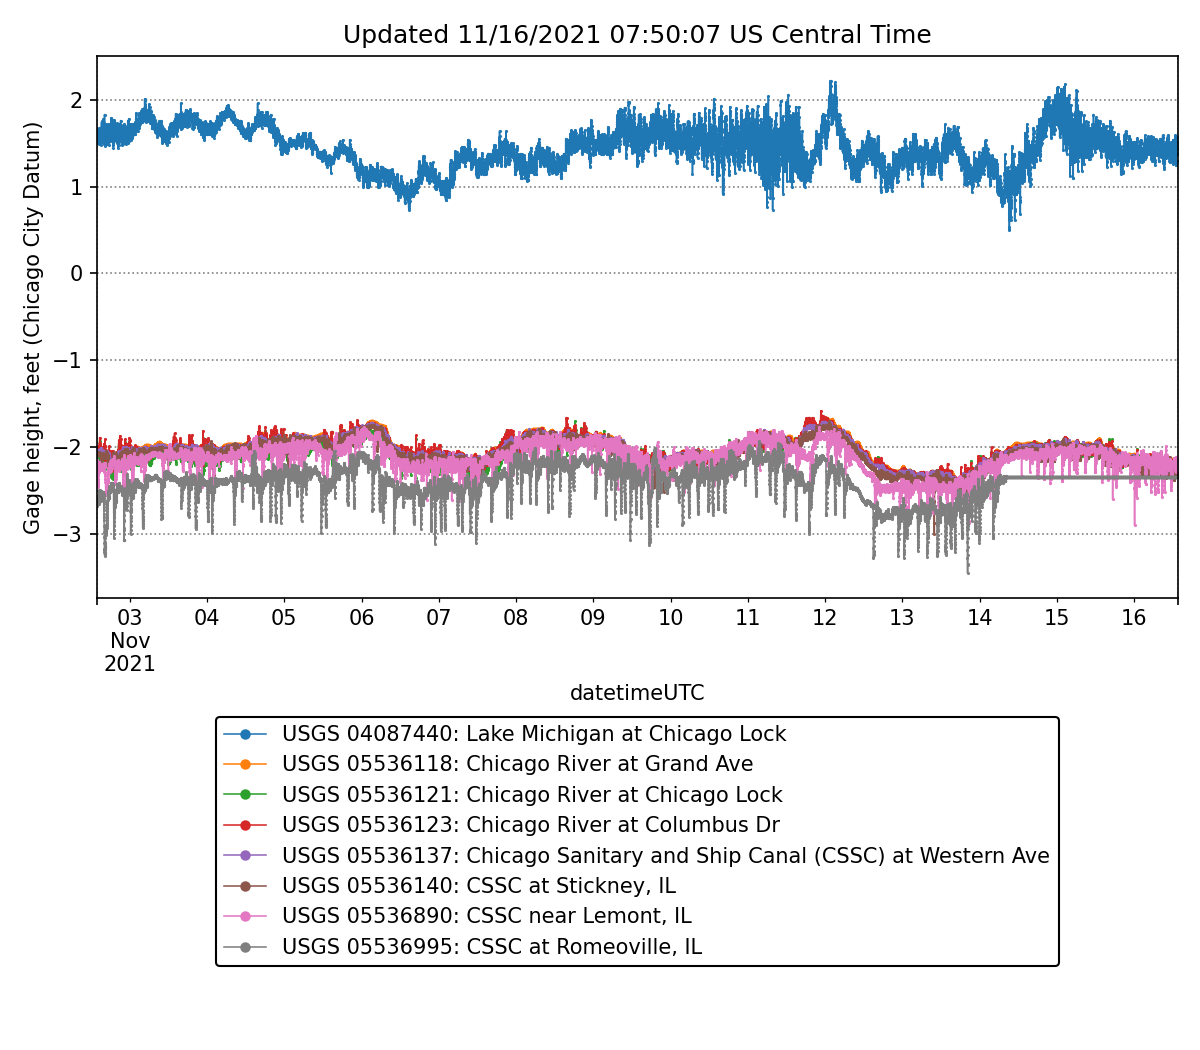 Updated 11/16/2021 07:50:07 US Central Time
Gage height, feet (Chicago City Datum)
2
1
0
−1
−2
−3
03 04 05 06 07 08 09 10 11 12 13 14 15 16
Nov
2021
datetimeUTC
USGS 04087440: Lake Michigan at Chicago Lock
USGS 05536118: Chicago River at Grand Ave
USGS 05536121: Chicago River at Chicago Lock
USGS 05536123: Chicago River at Columbus Dr
USGS 05536137: Chicago Sanitary and Ship Canal (CSSC) at Western Ave
USGS 05536140: CSSC at Stickney, IL
USGS 05536890: CSSC near Lemont, IL
USGS 05536995: CSSC at Romeoville, IL